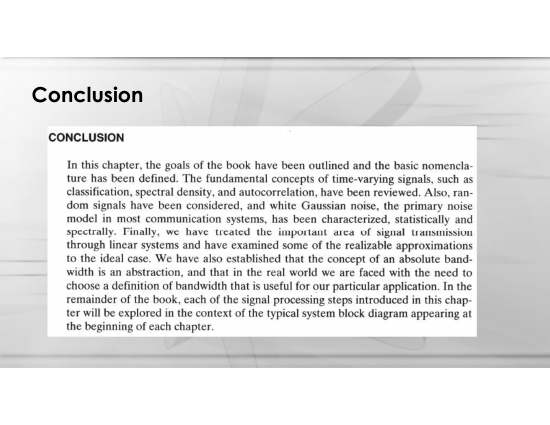 Conclusion
CONCLUSION
In this chapter, the goals of the book have been outlined and the basic nomencla-
ture has been defined. The fundamental concepts of time-varying signals, such as
classification, spectral density, and autocorrelation, have been reviewed. Also, ran-
dom signals have been considered, and white Gaussian noise, the primary noise
model in most communication systems, has been characterized, statistically and
spectrally. Finally, we have treated the important area of signal transmission
through linear systems and have examined some of the realizable approximations
to the ideal case. We have also established that the concept of an absolute band-
width is an abstraction, and that in the real world we are faced with the need to
choose a definition of bandwidth that is useful for our particular application. In the
remainder of the book, each of the signal processing steps introduced in this chap-
ter will be explored in the context of the typical system block diagram appearing at
the beginning of each chapter.